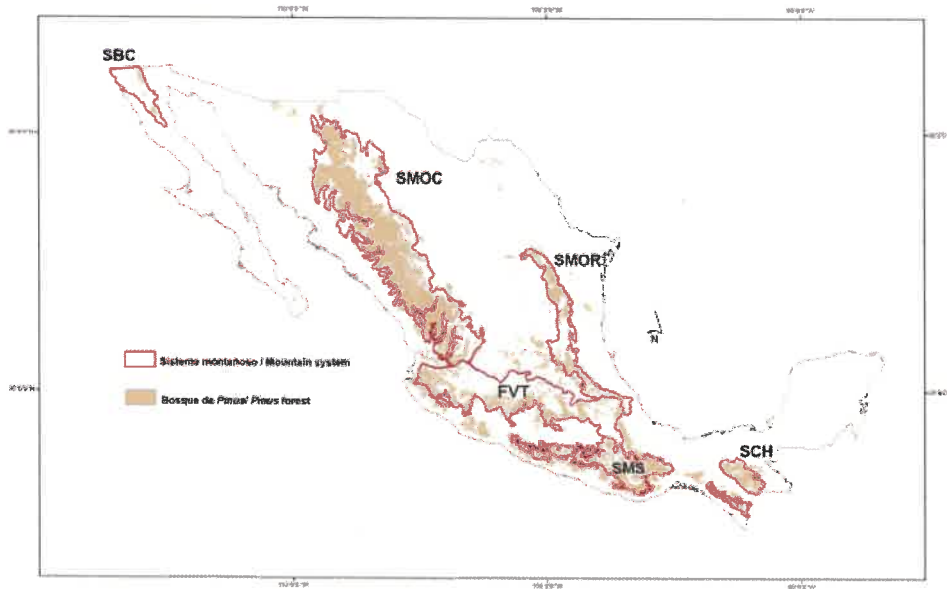 SBC
SMOC
SMOR
Sistema montañoso / Mountain system
Bosque de Pinus/ Pinus forest
FVT
SCH
SMS
N